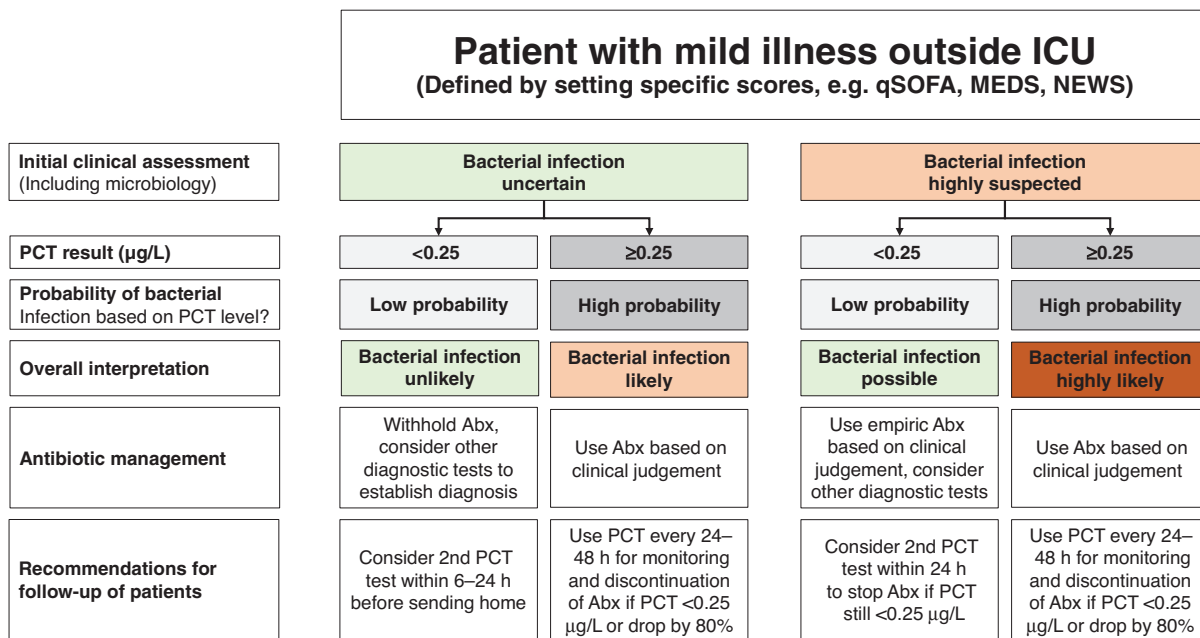 Patient with mild illness outside ICU
(Defined by setting specific scores, e.g. qSOFA, MEDS, NEWS)
Initial clinical assessment
(Including microbiology)
Bacterial infection
uncertain
Bacterial infection
highly suspected
PCT result (µg/L)
<0.25
≥0.25
<0.25
≥0.25
Probability of bacterial
Infection based on PCT level?
Low probability
High probability
Low probability
High probability
Overall interpretation
Bacterial infection
unlikely
Bacterial infection
likely
Bacterial infection
possible
Bacterial infection
highly likely
Antibiotic management
Withhold Abx,
consider other
diagnostic tests to
establish diagnosis
Use Abx based on
clinical judgement
Use empiric Abx
based on clinical
judgement, consider
other diagnostic tests
Use Abx based on
clinical judgement
Recommendations for
follow-up of patients
Consider 2nd PCT
test within 6–24 h
before sending home
Use PCT every 24–
48 h for monitoring
and discontinuation
of Abx if PCT <0.25
µg/L or drop by 80%
Consider 2nd PCT
test within 24 h
to stop Abx if PCT
still <0.25 µg/L
Use PCT every 24–
48 h for monitoring
and discontinuation
of Abx if PCT <0.25
µg/L or drop by 80%